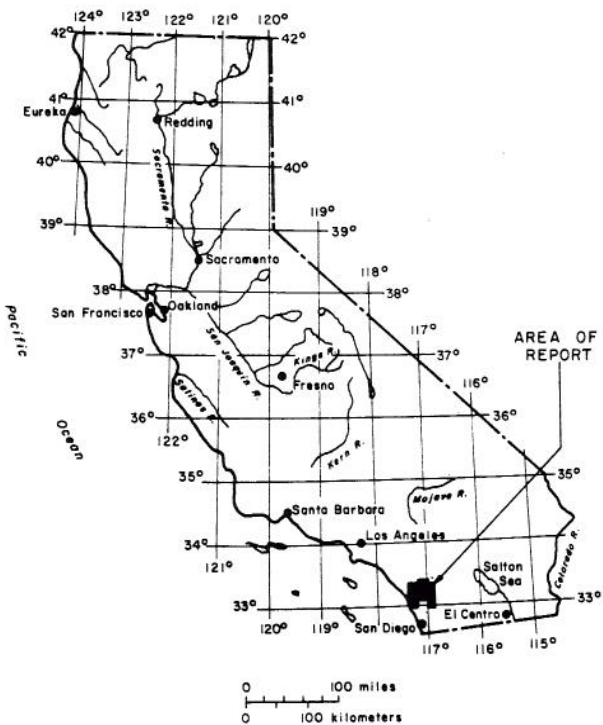 124° 123° 122° 121° 120°
42° 42°
41° 41°
Eureka
Redding
40° 40°
Sacramento R.
119°
39° 39°
Sacramento
118°
38° 38°
Oakland
San Francisco
117°
Pacific
AREA OF
REPORT
San Joaquin R.
Kings R.
37° 37°
Fresno
116°
Salinas R.
36° 36°
Ocean
122°
Kern R.
35° 35°
Mojave R.
Santa Barbara
Los Angeles
34° 34°
121°
Salton
Sea
Colorado R.
33° 33°
El Centro
San Diego
120° 119° 118° 117° 116° 115°
0 100 miles
0 100 kilometers